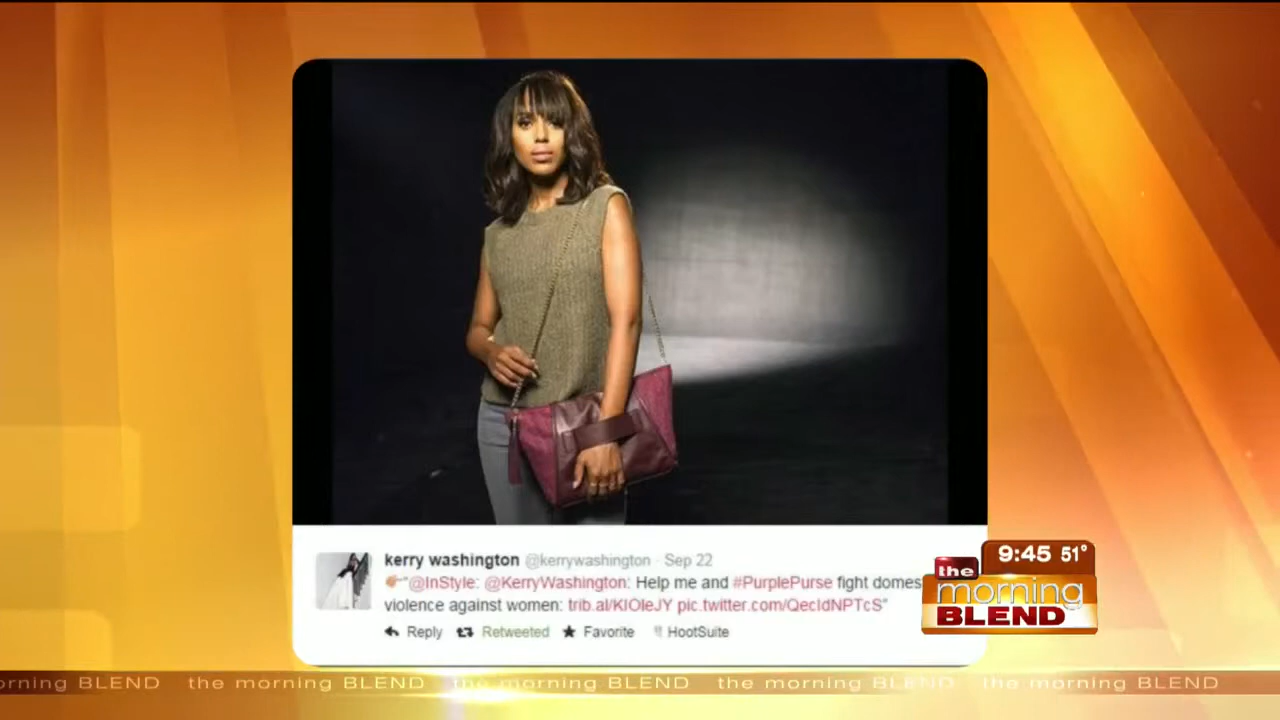 kerry washington @kerrywashington · Sep 22
"@InStyle: @KerryWashington: Help me and #PurplePurse fight domes
violence against women: trib.al/KIOleJY pic.twitter.com/QecIdNPTcS"
Reply Retweeted Favorite HootSuite
9:45 51°
the
morning
BLEND
orning BLEND the morning BLEND the morning BLEND the morning BLEND the morning BLEND